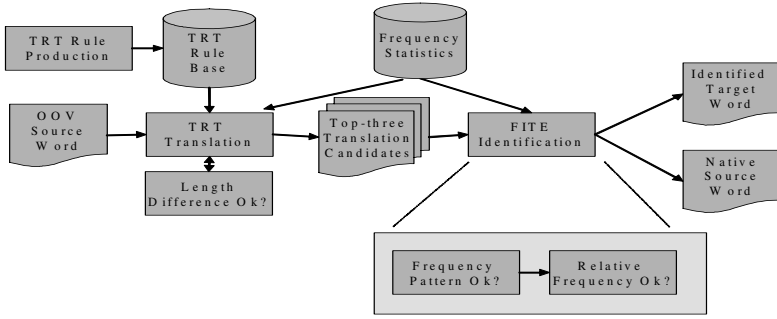 TRT Rule
Production
TRT
Rule
Base
Frequency
Statistics
Identified
Target
Word
OOV
Source
Word
TRT
Translation
Top-three
Translation
Candidates
FITE
Identification
Native
Source
Word
Length
Difference Ok?
Frequency
Pattern Ok?
Relative
Frequency Ok?